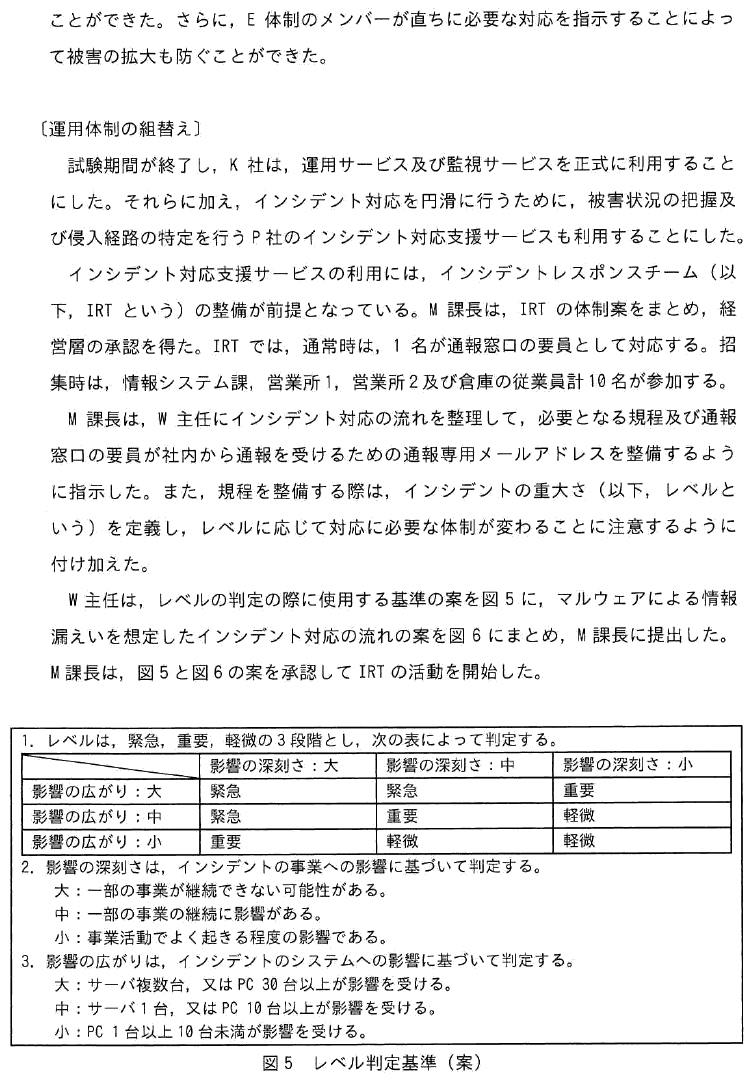 ことができた。さらに，E 体制のメンバーが直ちに必要な対応を指示することによっ
て被害の拡大も防ぐことができた。
〔運用体制の組替え〕
試験期間が終了し，K 社は，運用サービス及び監視サービスを正式に利用すること
にした。それらに加え，インシデント対応を円滑に行うために，被害状況の把握及
び侵入経路の特定を行う P 社のインシデント対応支援サービスも利用することにした。
インシデント対応支援サービスの利用には，インシデントレスポンスチーム（以
下，IRT という）の整備が前提となっている。M 課長は，IRT の体制案をまとめ，経
営層の承認を得た。IRT では，通常時は，1 名が通報窓口の要員として対応する。招
集時は，情報システム課，営業所 1，営業所 2 及び倉庫の従業員計 10 名が参加する。
M 課長は，W 主任にインシデント対応の流れを整理して，必要となる規程及び通報
窓口の要員が社内から通報を受けるための通報専用メールアドレスを整備するよう
に指示した。また，規程を整備する際は，インシデントの重大さ（以下，レベルと
いう）を定義し，レベルに応じて対応に必要な体制が変わることに注意するように
付け加えた。
W 主任は，レベルの判定の際に使用する基準の案を図 5 に，マルウェアによる情報
漏えいを想定したインシデント対応の流れの案を図 6 にまとめ，M 課長に提出した。
M 課長は，図 5 と図 6 の案を承認して IRT の活動を開始した。
1. レベルは，緊急，重要，軽微の 3 段階とし，次の表によって判定する。
影響の深刻さ：大 影響の深刻さ：中 影響の深刻さ：小
影響の広がり：大 緊急 緊急 重要
影響の広がり：中 緊急 重要 軽微
影響の広がり：小 重要 軽微 軽微
2. 影響の深刻さは，インシデントの事業への影響に基づいて判定する。
大：一部の事業が継続できない可能性がある。
中：一部の事業の継続に影響がある。
小：事業活動でよく起きる程度の影響である。
3. 影響の広がりは，インシデントのシステムへの影響に基づいて判定する。
大：サーバ複数台，又は PC 30 台以上が影響を受ける。
中：サーバ 1 台，又は PC 10 台以上が影響を受ける。
小：PC 1 台以上 10 台未満が影響を受ける。
図 5 レベル判定基準（案）